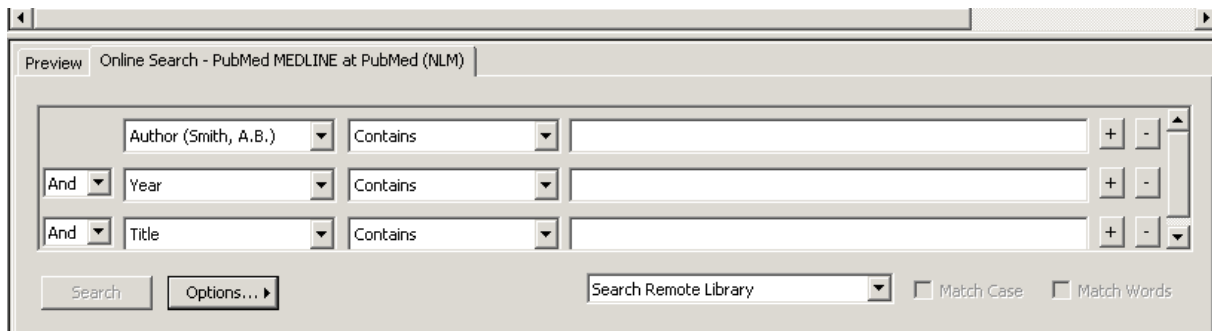 Preview Online Search - PubMed MEDLINE at PubMed (NLM)
Author (Smith, A.B.) Contains + -
And Year Contains + -
And Title Contains + -
Search Options... Search Remote Library Match Case Match Words